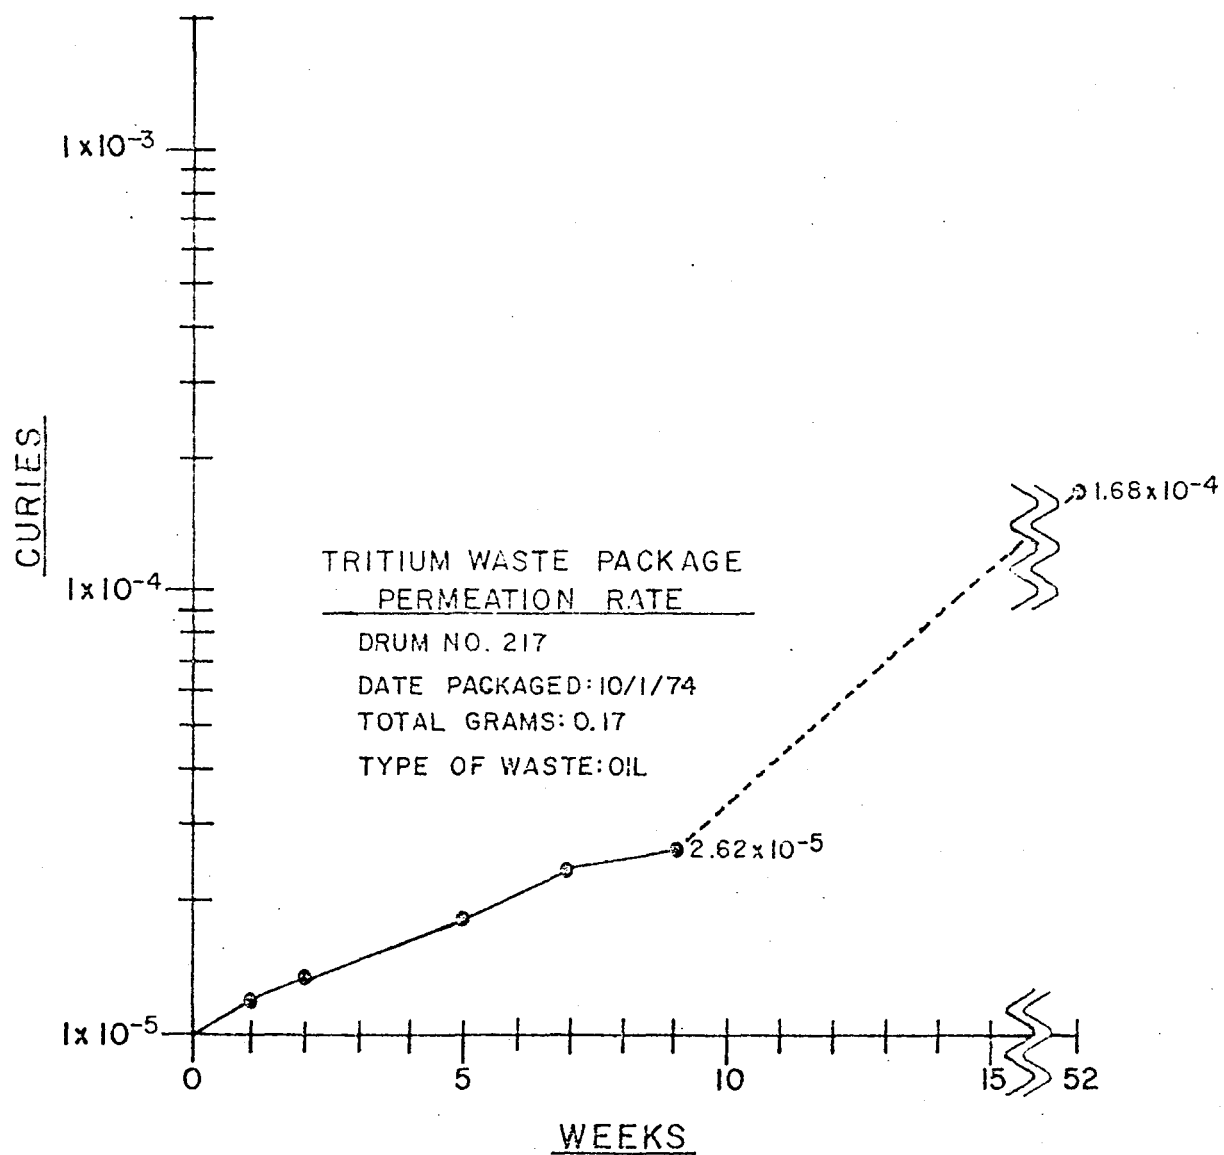 1x10-3
CURIES
1.68x10-4
TRITIUM WASTE PACKAGE
1x10-4
PERMEATION RATE
DRUM NO. 217
DATE PACKAGED: 10/1/74
TOTAL GRAMS: 0.17
TYPE OF WASTE: OIL
2.62x10-5
1x10-5
0 5 10 15 52
WEEKS